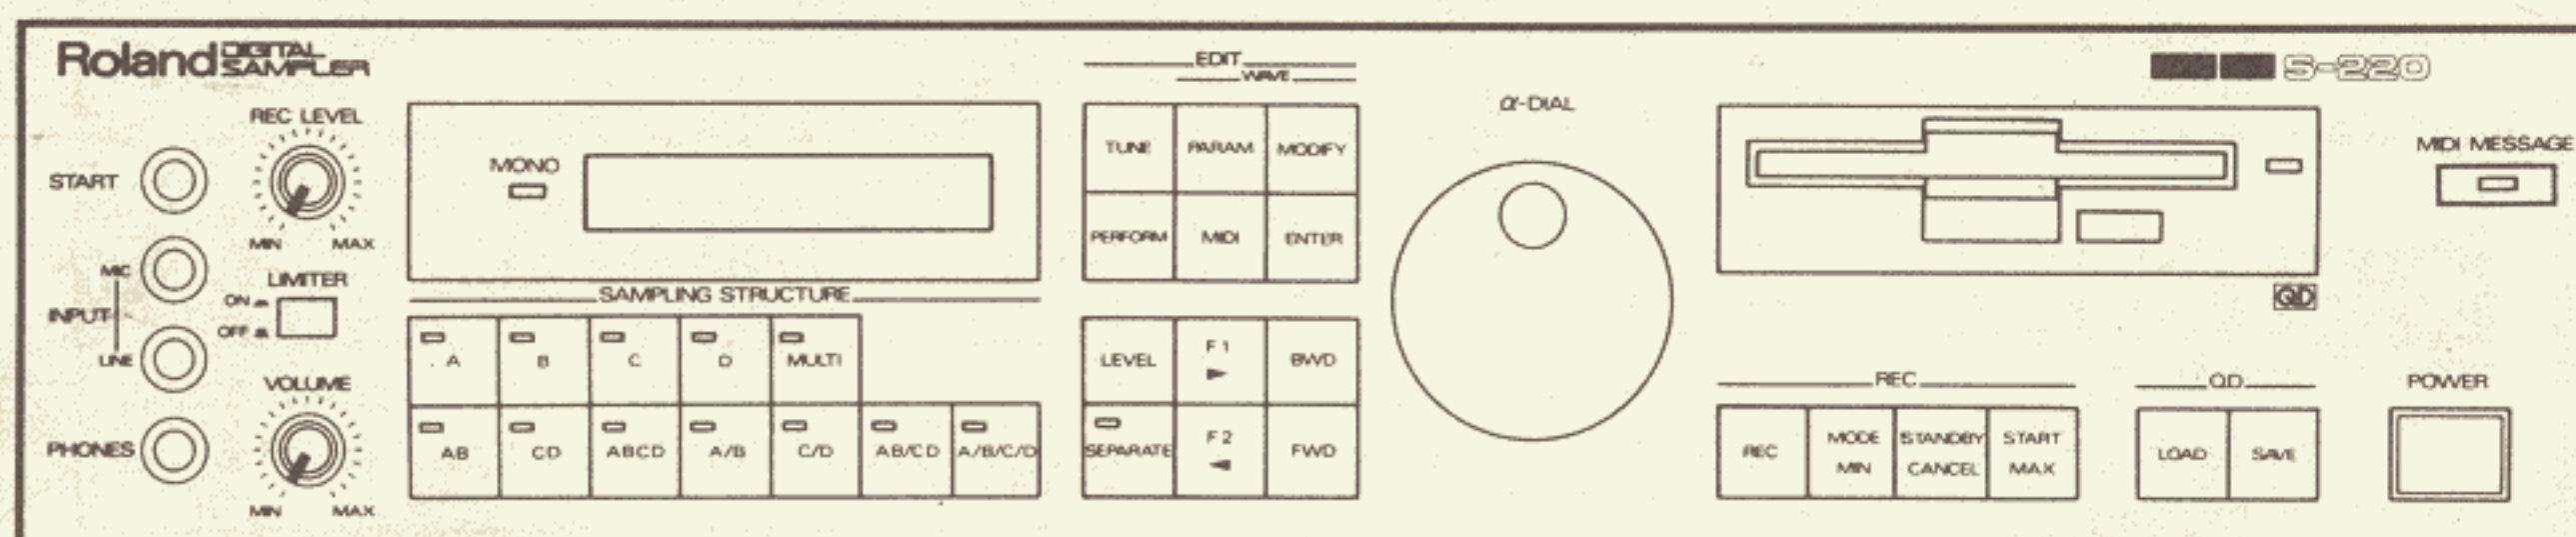 Roland DIGITAL
SAMPLER
S-220
START
REC LEVEL
MIN MAX
MIC
INPUT
LINE
LIMITER
ON
OFF
VOLUME
MIN MAX
PHONES
MONO
SAMPLING STRUCTURE
A B C D MULTI
AB CD ABCD A/B C/D AB/CD A/B/C/D
EDIT
WAVE
TUNE PARAM MODIFY
PERFORM MIDI ENTER
LEVEL F1 ► BWD
SEPARATE F2 ◄ FWD
α-DIAL
QD
MIDI MESSAGE
REC
REC
MODE
MIN
STANDBY
CANCEL
START
MAX
QD
LOAD SAVE
POWER